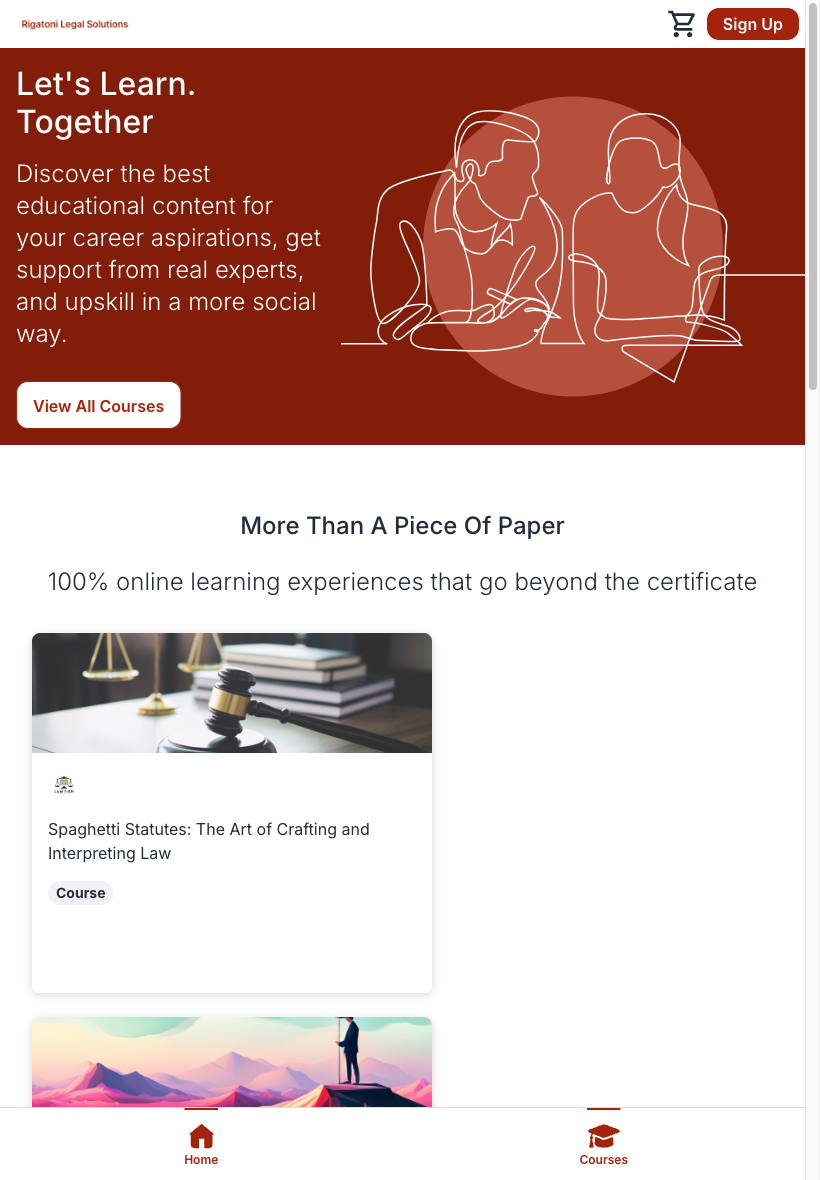 Rigatoni Legal Solutions
Sign Up
Let's Learn.
Together
Discover the best
educational content for
your career aspirations, get
support from real experts,
and upskill in a more social
way.
View All Courses
More Than A Piece Of Paper
100% online learning experiences that go beyond the certificate
LAW FIRM
Spaghetti Statutes: The Art of Crafting and
Interpreting Law
Course
Home
Courses